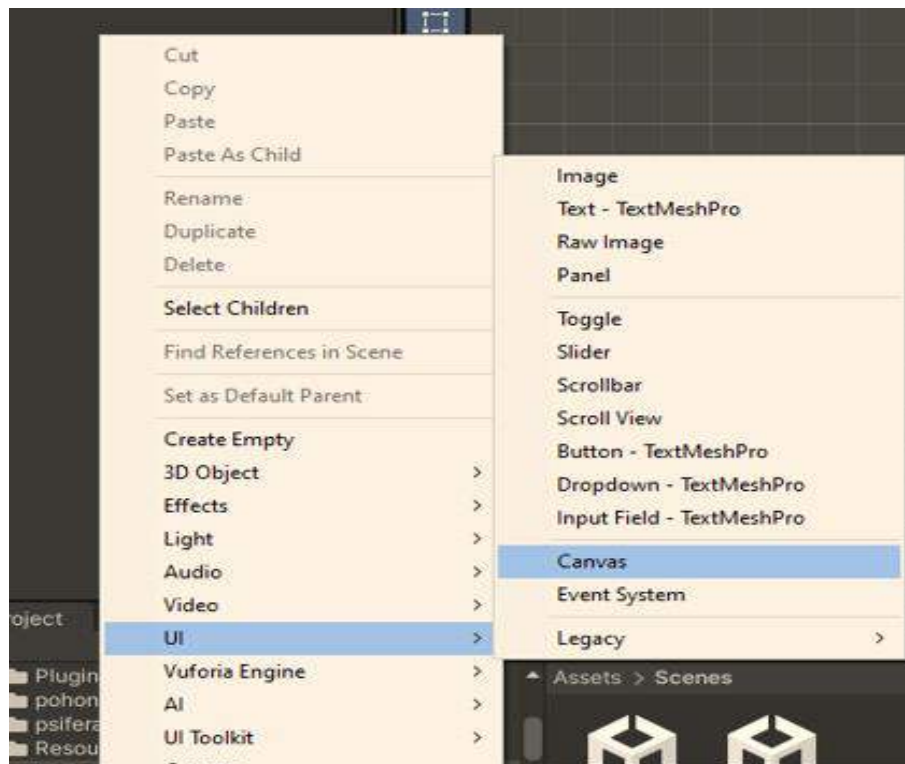 Cut
Copy
Paste
Paste As Child
Rename
Duplicate
Delete
Select Children
Find References in Scene
Set as Default Parent
Create Empty
3D Object >
Effects >
Light >
Audio >
Video >
UI >
Vuforia Engine >
AI >
UI Toolkit >
Image
Text - TextMeshPro
Raw Image
Panel
Toggle
Slider
Scrollbar
Scroll View
Button - TextMeshPro
Dropdown - TextMeshPro
Input Field - TextMeshPro
Canvas
Event System
Legacy >
oject
Plugin
pohon
psifera
Resou
Assets > Scenes